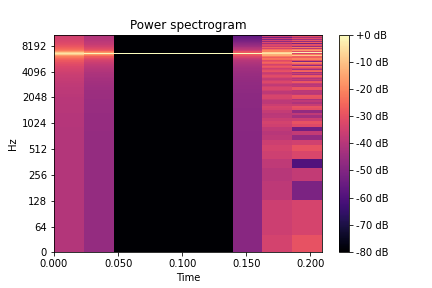 Power spectrogram
+0 dB
8192
-10 dB
4096
-20 dB
2048
-30 dB
1024
Hz
512
-40 dB
256
-50 dB
128
-60 dB
64
-70 dB
0
-80 dB
0.000
0.050
0.100
0.150
0.200
Time